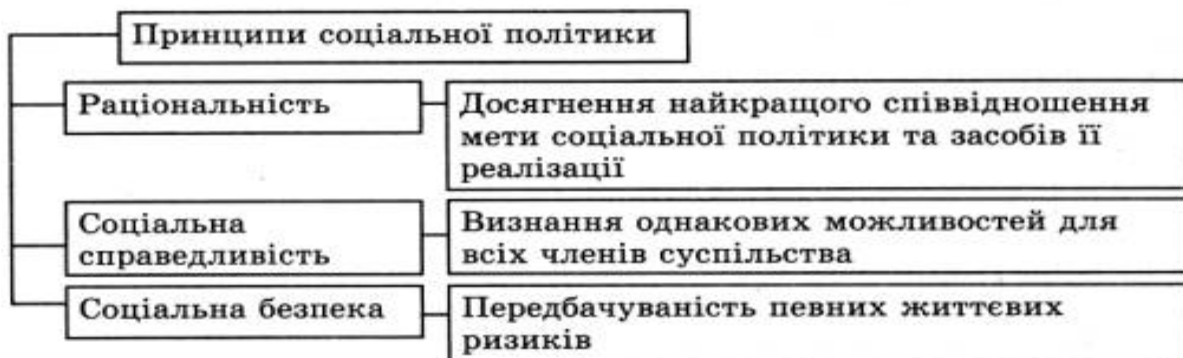 Принципи соціальної політики
Раціональність
Досягнення найкращого співвідношення
мети соціальної політики та засобів її
реалізації
Соціальна
справедливість
Визнання однакових можливостей для
всіх членів суспільства
Соціальна безпека
Передбачуваність певних життєвих
ризиків